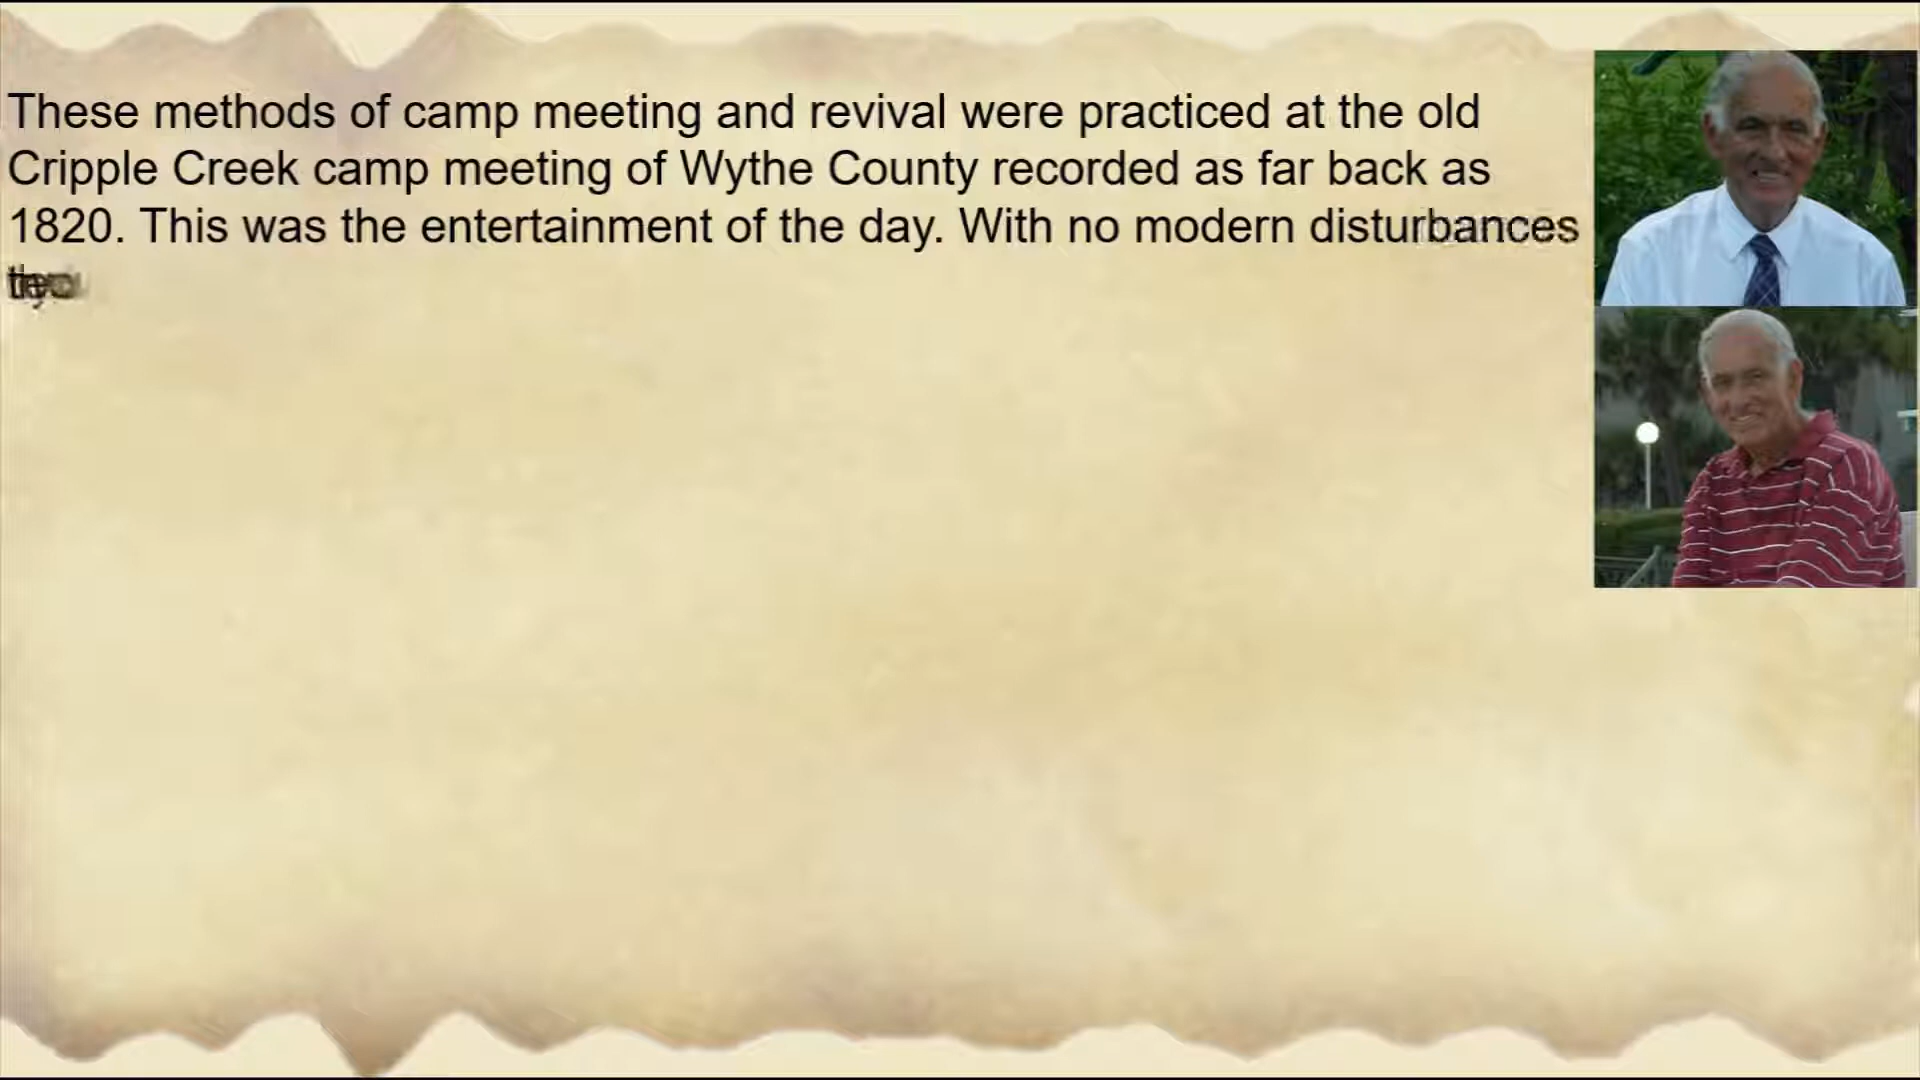 These methods of camp meeting and revival were practiced at the old
Cripple Creek camp meeting of Wythe County recorded as far back as
1820. This was the entertainment of the day. With no modern disturbances